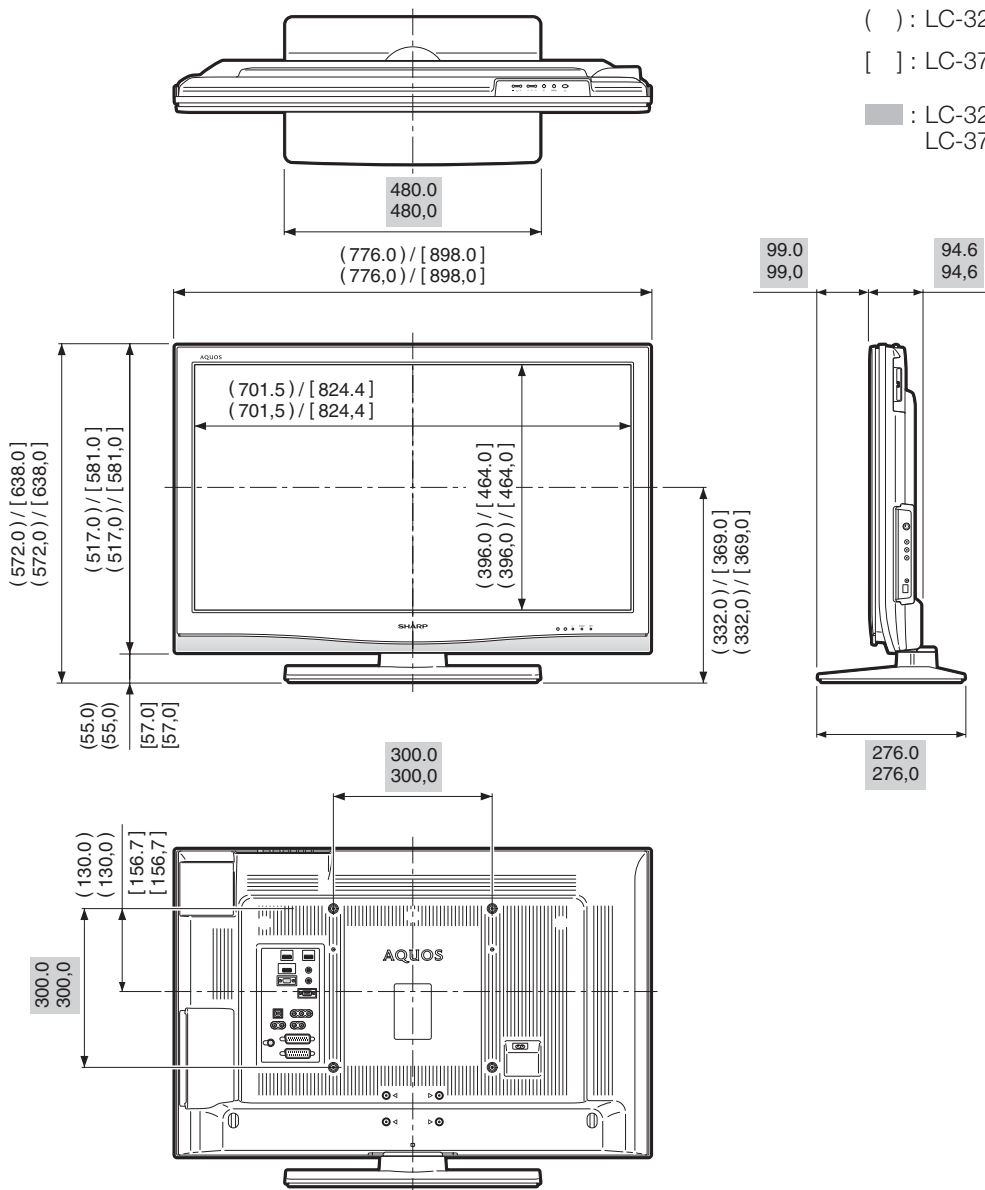 ( ) : LC-32
[ ] : LC-37
: LC-32
LC-37
480.0
480,0
( 776.0 ) / [ 898.0 ]
( 776,0 ) / [ 898,0 ]
99.0
99,0
94.6
94,6
AQUOS
( 701.5 ) / [ 824.4 ]
( 701,5 ) / [ 824,4 ]
( 572.0 ) / [ 638.0 ]
( 572,0 ) / [ 638,0 ]
( 517.0 ) / [ 581.0 ]
( 517,0 ) / [ 581,0 ]
( 396.0 ) / [ 464.0 ]
( 396,0 ) / [ 464,0 ]
( 332.0 ) / [ 369.0 ]
( 332,0 ) / [ 369,0 ]
SHARP
(55.0)
(55,0)
[57.0]
[57,0]
276.0
276,0
300.0
300,0
( 130.0 )
( 130,0 )
[ 156.7 ]
[ 156,7 ]
300.0
300,0
AQUOS